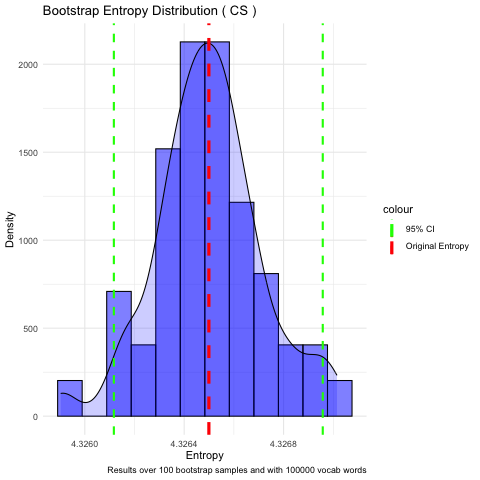 Bootstrap Entropy Distribution ( CS )
Density
2000
1500
1000
500
0
4.3260
4.3264
4.3268
Entropy
Results over 100 bootstrap samples and with 100000 vocab words
colour
95% CI
Original Entropy